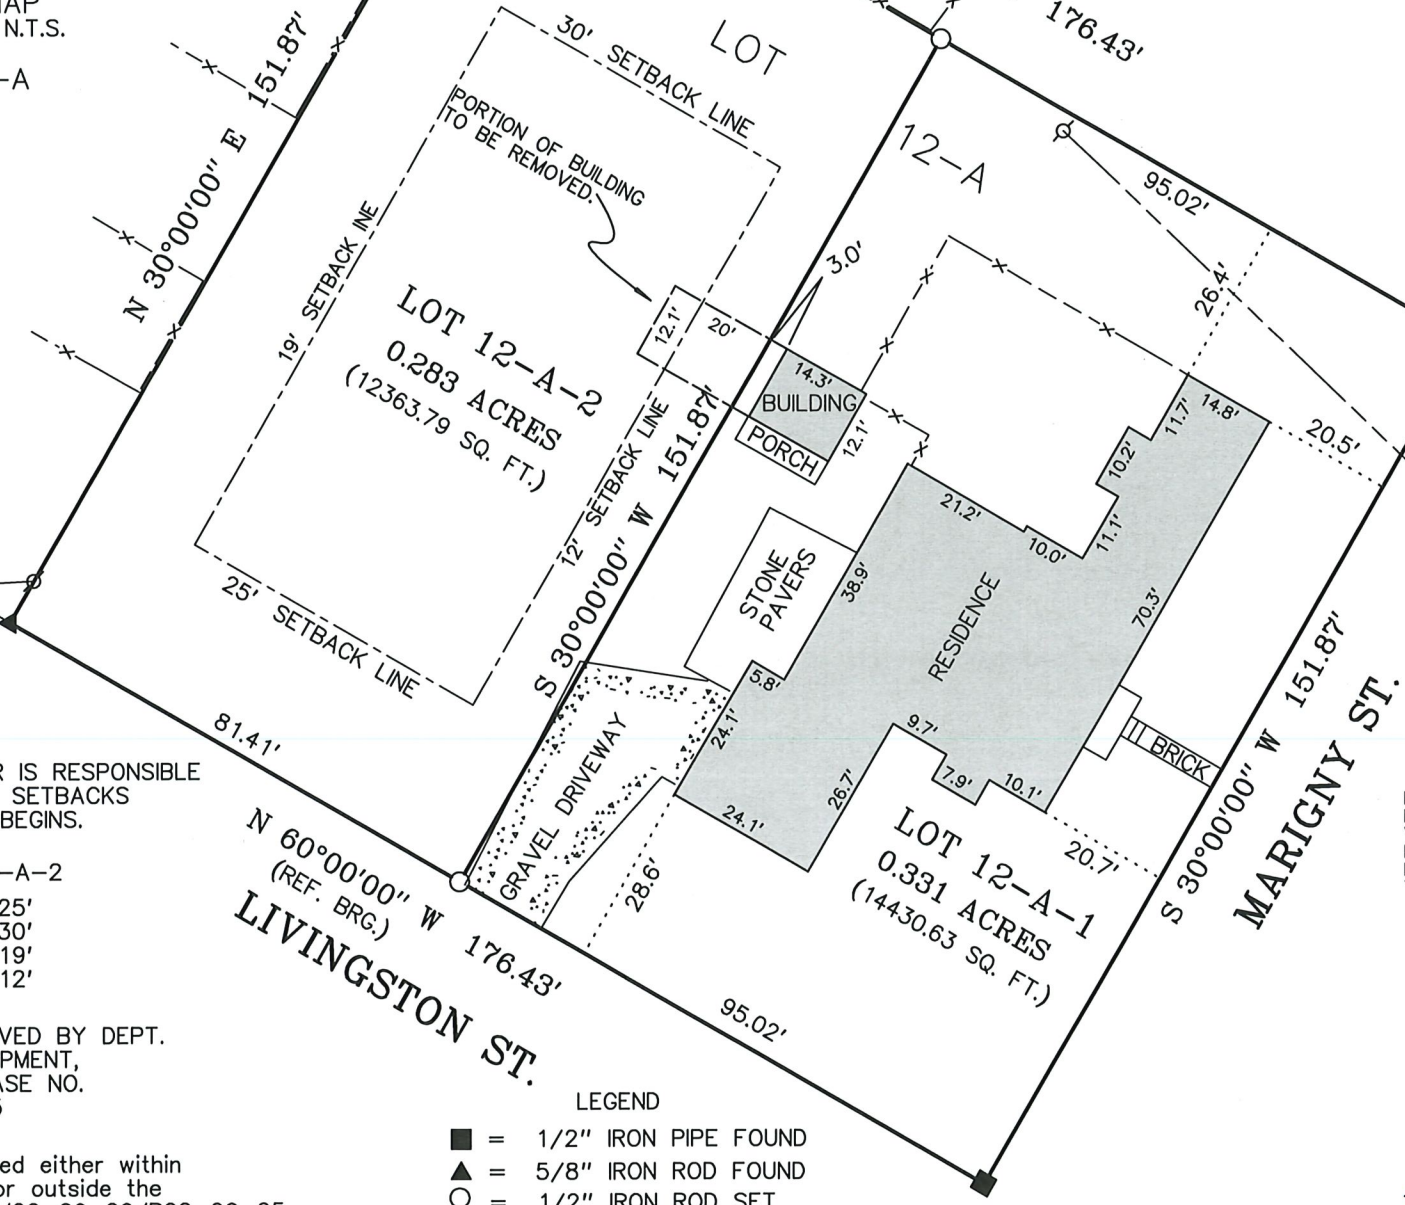 MAP
N.T.S.
-A
N 30°00'00" E 151.87'
30' SETBACK LINE
LOT
12-A
176.43'
95.02'
PORTION OF BUILDING
TO BE REMOVED.
19' SETBACK INE
LOT 12-A-2
0.283 ACRES
(12363.79 SQ. FT.)
12.1'
20'
3.0'
14.3'
BUILDING
12.1'
PORCH
26.4'
20.5'
14.8'
11.7'
10.2'
11.1'
10.0'
21.2'
38.9'
RESIDENCE
70.3'
STONE
PAVERS
12' SETBACK LINE
S 30°00'00" W 151.87'
25' SETBACK LINE
5.8'
24.1'
24.1'
26.7'
9.7'
7.9'
10.1'
BRICK
20.7'
28.6'
GRAVEL DRIVEWAY
LOT 12-A-1
0.331 ACRES
(14430.63 SQ. FT.)
S 30°00'00" W 151.87'
MARIGNY ST.
81.41'
N 60°00'00" W 176.43'
(REF. BRG.)
95.02'
LIVINGSTON ST.
R IS RESPONSIBLE
SETBACKS
BEGINS.
-A-2
25'
30'
19'
12'
VED BY DEPT.
PMENT,
ASE NO.
ed either within
or outside the
LEGEND
= 1/2" IRON PIPE FOUND
= 5/8" IRON ROD FOUND
= 1/2" IRON ROD SET